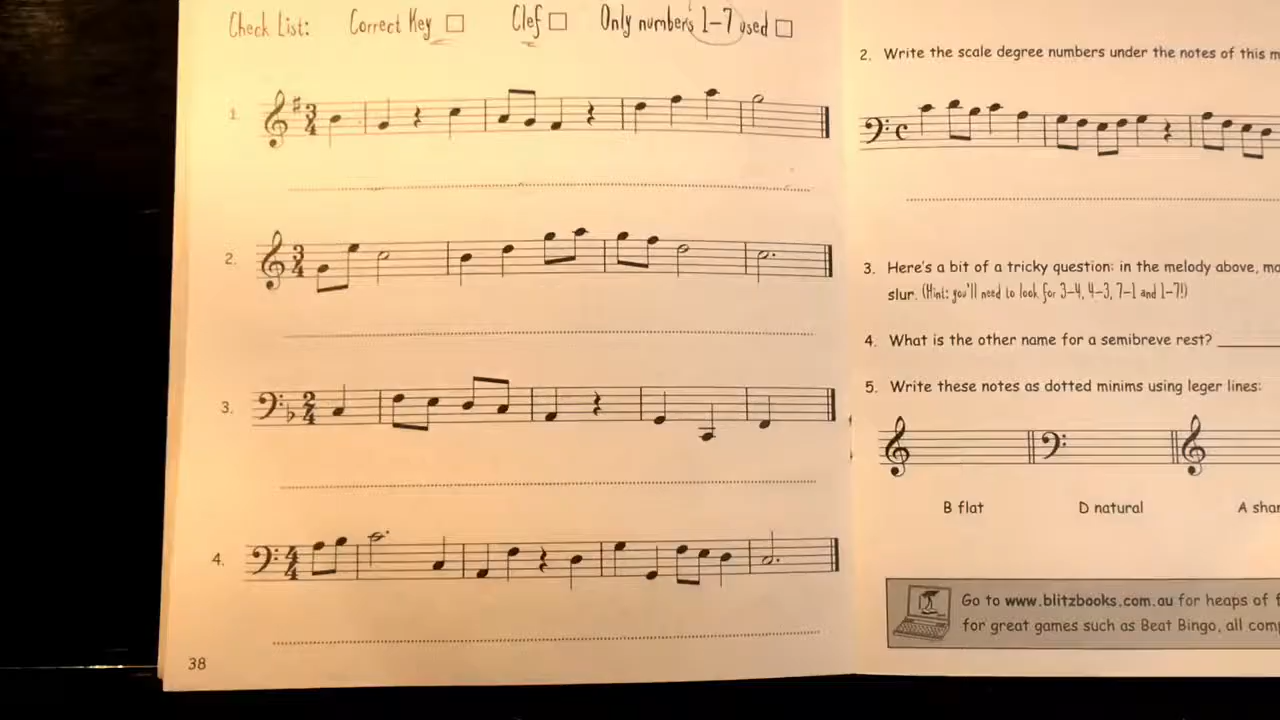 Check List: Correct Key Clef Only numbers 1–7 used
1.
2.
3.
4.
38
2. Write the scale degree numbers under the notes of this
3. Here's a bit of a tricky question: in the melody above,
slur. (Hint: you'll need to look for 3–4, 4–3, 7–1 and 1–7!)
4. What is the other name for a semibreve rest?
5. Write these notes as dotted minims using leger lines:
B flat D natural A
Go to www.blitzbooks.com.au for heaps of
for great games such as Beat Bingo, all